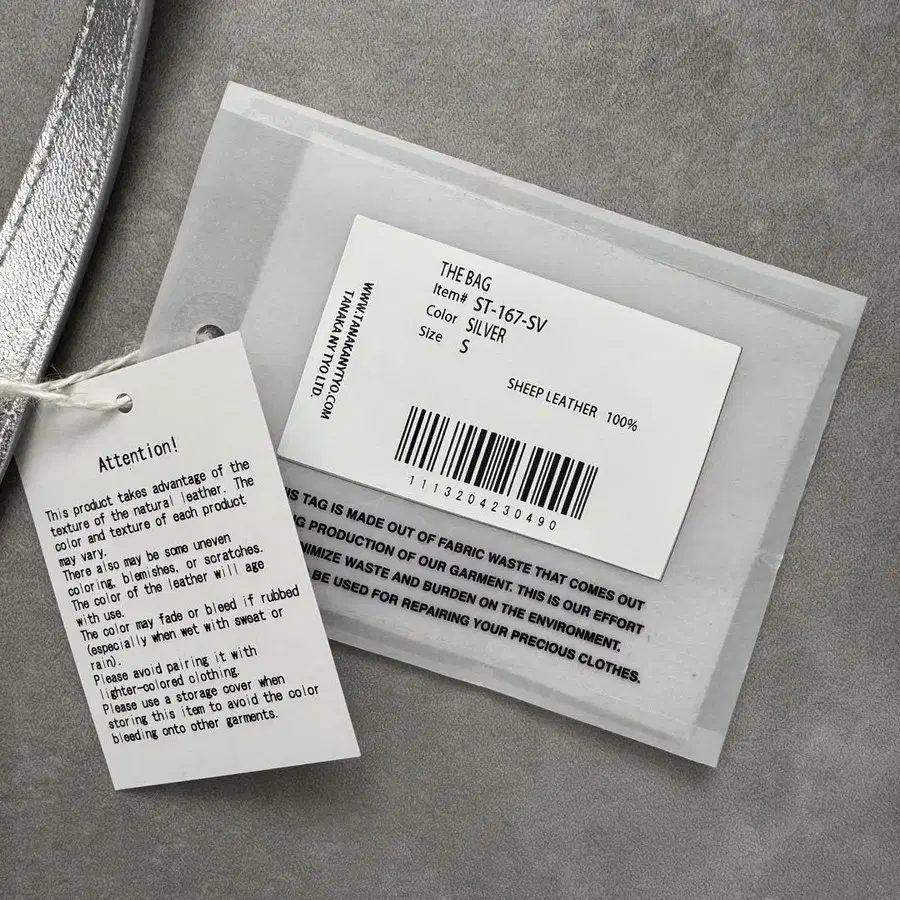 Attention!
This product takes advantage of the
texture of the natural leather. The
color and texture of each product
may vary.
There also may be some uneven
coloring, blemishes, or scratches.
The color of the leather will age
with use.
The color may fade or bleed if rubbed
(especially when wet with sweat or
rain).
Please avoid pairing it with
lighter-colored clothing.
Please use a storage cover when
storing this item to avoid the color
bleeding onto other garments.
THE BAG
Item# ST-167-SV
Color SILVER
Size S
SHEEP LEATHER 100%
1113204230490
WWW.TANAKANYTYO.COM
TANAKA NY TYO LTD.
TAG IS MADE OUT OF FABRIC WASTE THAT COMES OUT
PRODUCTION OF OUR GARMENT. THIS IS OUR EFFORT
WASTE AND BURDEN ON THE ENVIRONMENT.
BE USED FOR REPAIRING YOUR PRECIOUS CLOTHES.